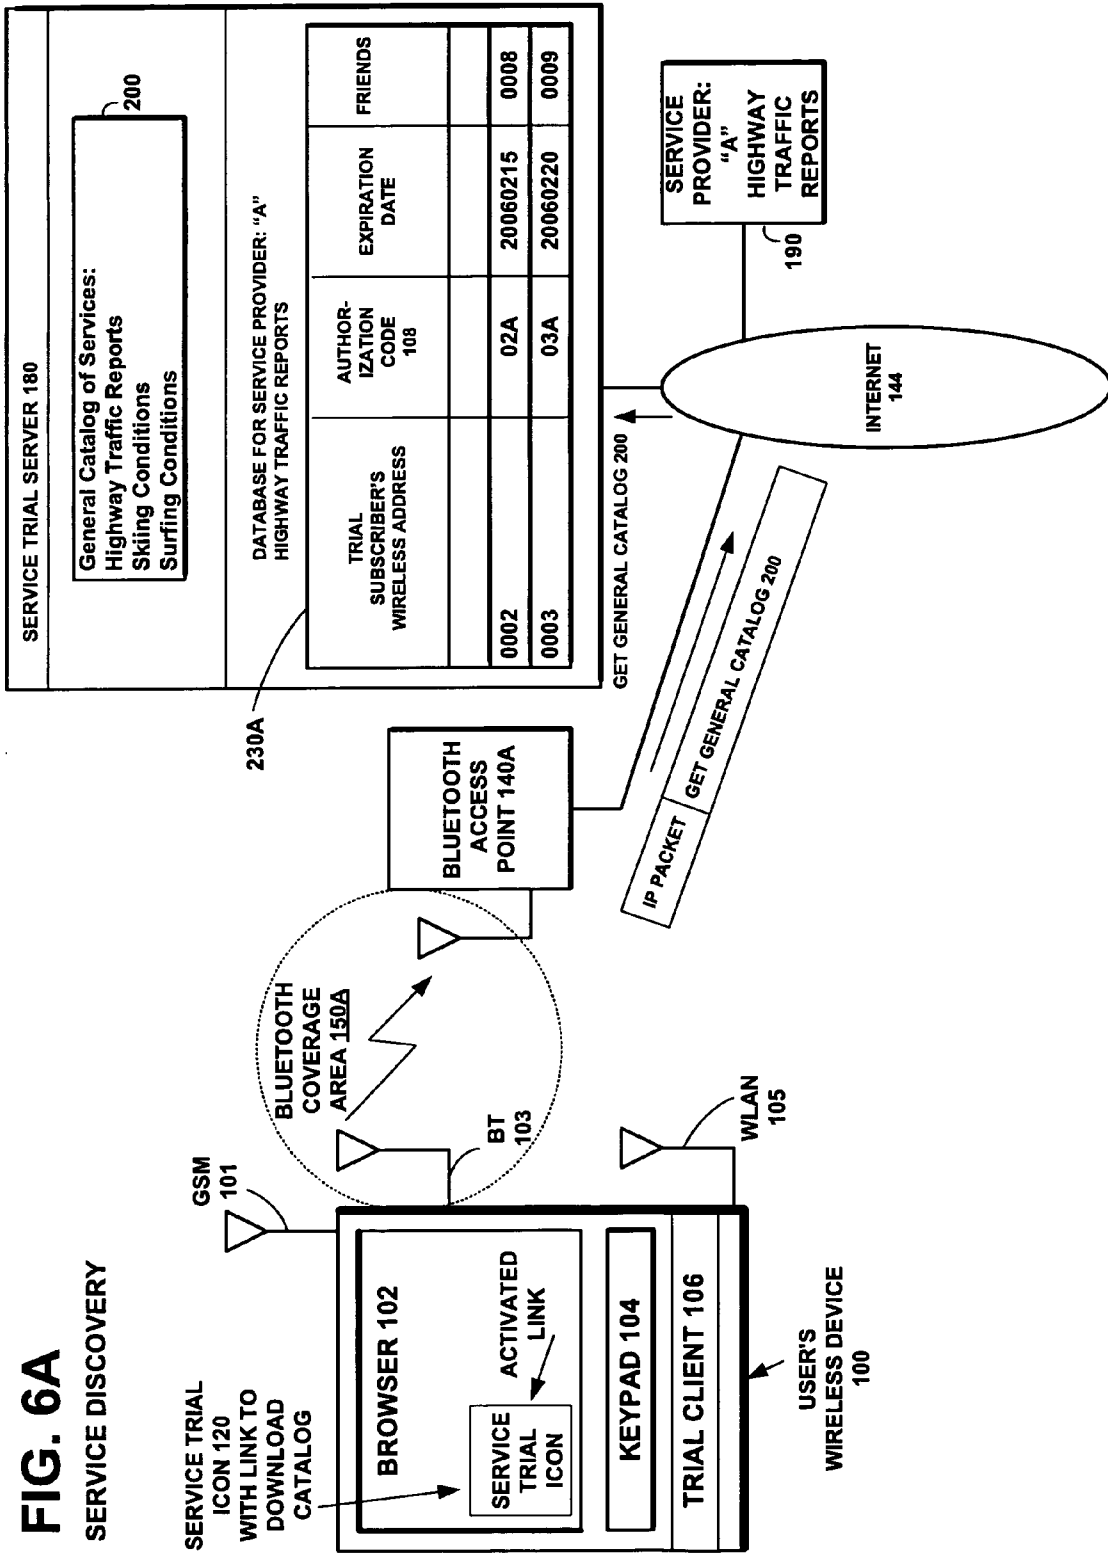 FIG. 6A
SERVICE DISCOVERY
SERVICE TRIAL
ICON 120
WITH LINK TO
DOWNLOAD
CATALOG
GSM
101
BROWSER 102
SERVICE
TRIAL
ICON
ACTIVATED
LINK
KEYPAD 104
TRIAL CLIENT 106
USER'S
WIRELESS DEVICE
100
BT
103
WLAN
105
BLUETOOTH
COVERAGE
AREA 150A
BLUETOOTH
ACCESS
POINT 140A
IP PACKET
GET GENERAL CATALOG 200
GET GENERAL CATALOG 200
INTERNET
144
SERVICE
PROVIDER:
"A"
HIGHWAY
TRAFFIC
REPORTS
190
SERVICE TRIAL SERVER 180
General Catalog of Services:
Highway Traffic Reports
Skiing Conditions
Surfing Conditions
200
DATABASE FOR SERVICE PROVIDER: "A"
HIGHWAY TRAFFIC REPORTS
230A
TRIAL
SUBSCRIBER'S
WIRELESS ADDRESS
AUTHOR-
IZATION
CODE
108
EXPIRATION
DATE
FRIENDS
0002 02A 20060215 0008
0003 03A 20060220 0009